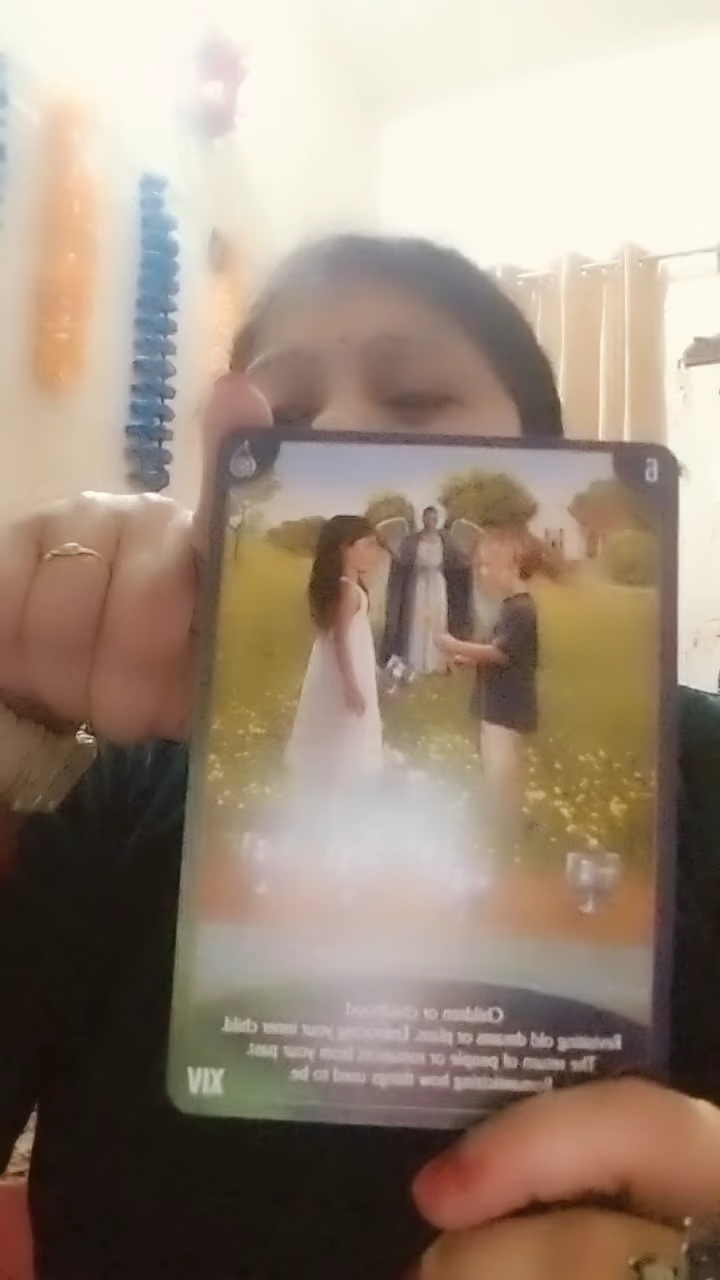 6
Children or childhood.
Revisiting old dreams or plans. Embracing your inner child.
The return of people or memories from your past.
Romanticizing how things used to be.
XIV